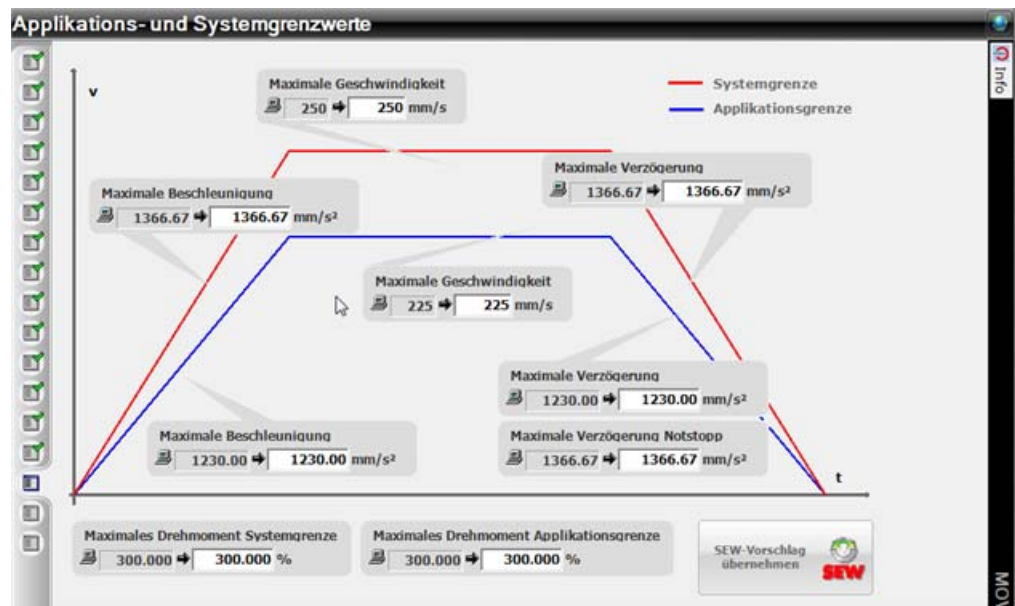 Applikations- und Systemgrenzwerte
Info
v
Maximale Geschwindigkeit
250 250 mm/s
Systemgrenze
Applikationsgrenze
Maximale Verzögerung
1366.67 1366.67 mm/s²
Maximale Beschleunigung
1366.67 1366.67 mm/s²
Maximale Geschwindigkeit
225 225 mm/s
Maximale Verzögerung
1230.00 1230.00 mm/s²
Maximale Beschleunigung
1230.00 1230.00 mm/s²
Maximale Verzögerung Notstopp
1366.67 1366.67 mm/s²
t
Maximales Drehmoment Systemgrenze
300.000 300.000 %
Maximales Drehmoment Applikationsgrenze
300.000 300.000 %
SEW-Vorschlag
übernehmen
SEW
MOV